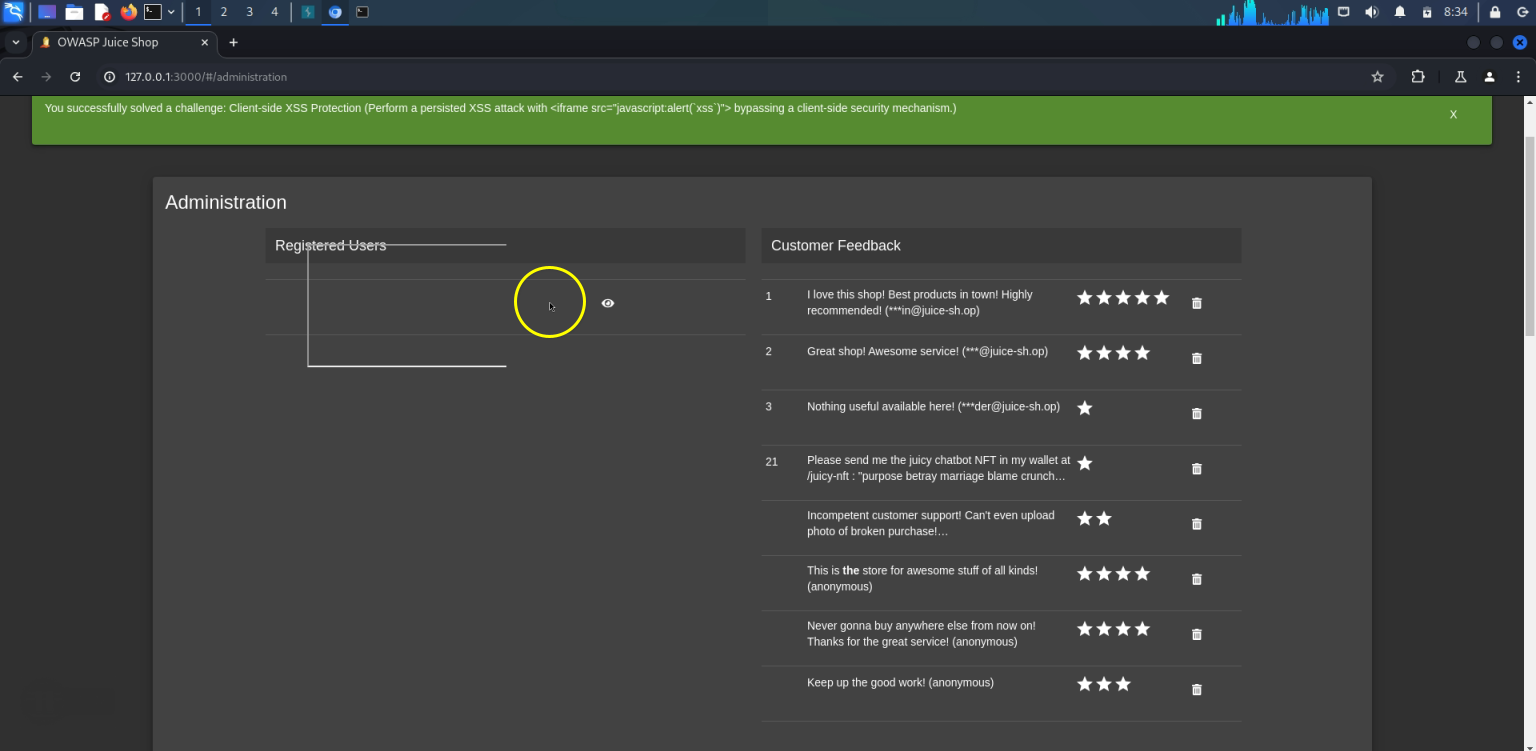 1 2 3 4 8:34
OWASP Juice Shop
127.0.0.1:3000/#/administration
You successfully solved a challenge: Client-side XSS Protection (Perform a persisted XSS attack with <iframe src="javascript:alert(`xss`)"> bypassing a client-side security mechanism.)
X
Administration
Registered Users
Customer Feedback
1
I love this shop! Best products in town! Highly
recommended! (***in@juice-sh.op)
2
Great shop! Awesome service! (***@juice-sh.op)
3
Nothing useful available here! (***der@juice-sh.op)
21
Please send me the juicy chatbot NFT in my wallet at
/juicy-nft : "purpose betray marriage blame crunch…
Incompetent customer support! Can't even upload
photo of broken purchase!…
This is the store for awesome stuff of all kinds!
(anonymous)
Never gonna buy anywhere else from now on!
Thanks for the great service! (anonymous)
Keep up the good work! (anonymous)